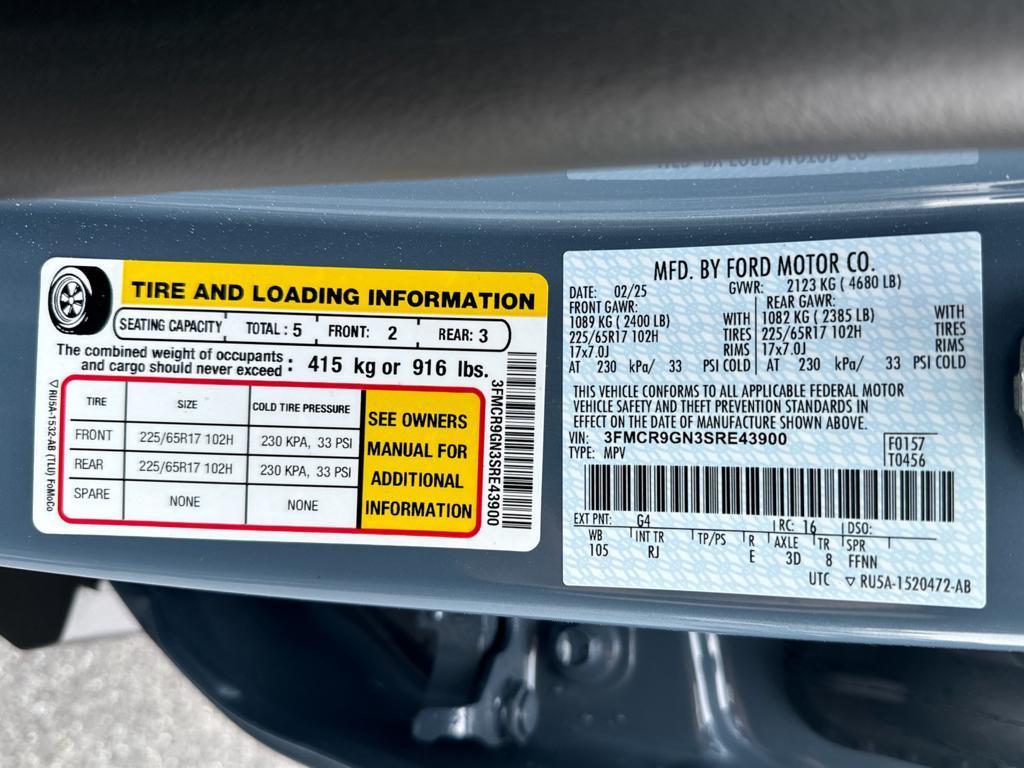 TIRE AND LOADING INFORMATION
SEATING CAPACITY TOTAL : 5 FRONT: 2 REAR: 3
The combined weight of occupants
and cargo should never exceed : 415 kg or 916 lbs.
TIRE SIZE COLD TIRE PRESSURE
FRONT 225/65R17 102H 230 KPA, 33 PSI
REAR 225/65R17 102H 230 KPA, 33 PSI
SPARE NONE NONE
SEE OWNERS
MANUAL FOR
ADDITIONAL
INFORMATION
3FMCR9GN3SRE43900
▽RU5A-1532-AB (TLU) FoMoCo
MFD. BY FORD MOTOR CO.
DATE: 02/25 GVWR: 2123 KG ( 4680 LB)
FRONT GAWR: REAR GAWR:
1089 KG ( 2400 LB) WITH 1082 KG ( 2385 LB) WITH
225/65R17 102H TIRES 225/65R17 102H TIRES
17x7.0J RIMS 17x7.0J RIMS
AT 230 kPa/ 33 PSI COLD AT 230 kPa/ 33 PSI COLD
THIS VEHICLE CONFORMS TO ALL APPLICABLE FEDERAL MOTOR
VEHICLE SAFETY AND THEFT PREVENTION STANDARDS IN
EFFECT ON THE DATE OF MANUFACTURE SHOWN ABOVE.
VIN: 3FMCR9GN3SRE43900
TYPE: MPV
F0157
T0456
EXT PNT: G4 RC: 16 DSO:
WB INT TR TP/PS R AXLE TR SPR
105 RJ E 3D 8 FFNN
UTC ▽ RU5A-1520472-AB